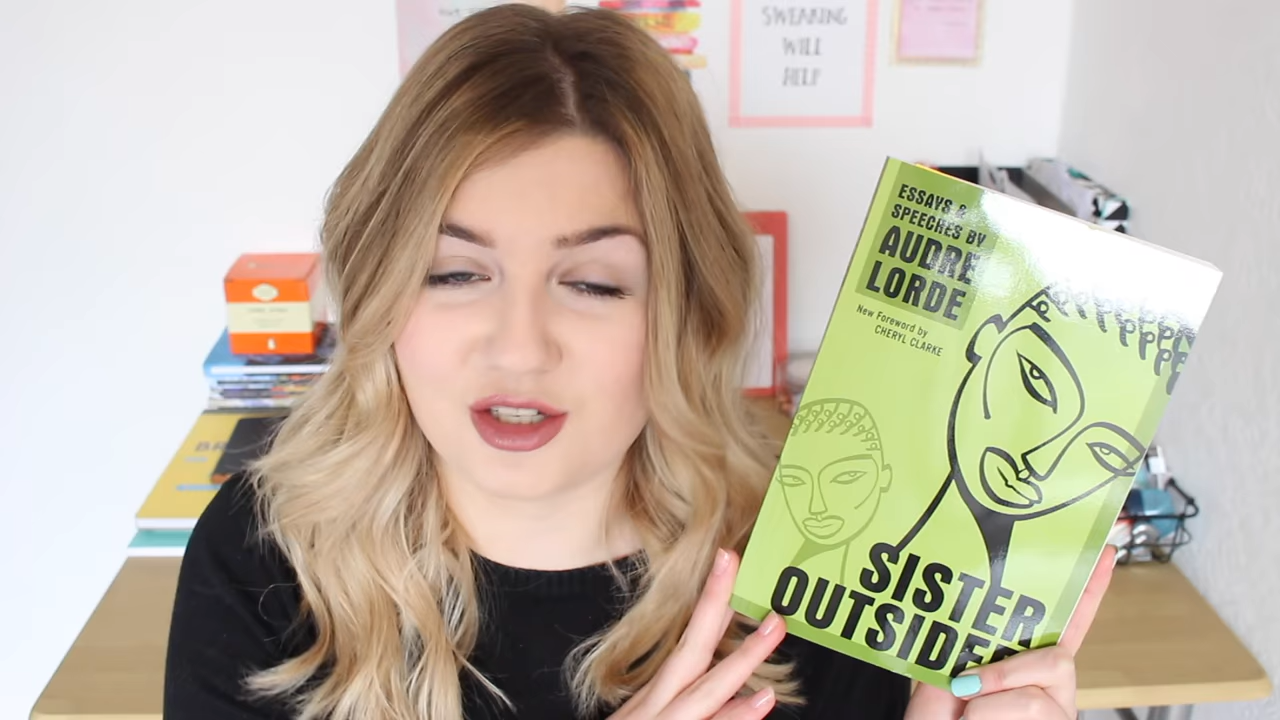 SWEARING
WILL
HELP
ESSAYS &
SPEECHES BY
AUDRE
LORDE
New Foreword by
CHERYL CLARKE
SISTER
OUTSIDER